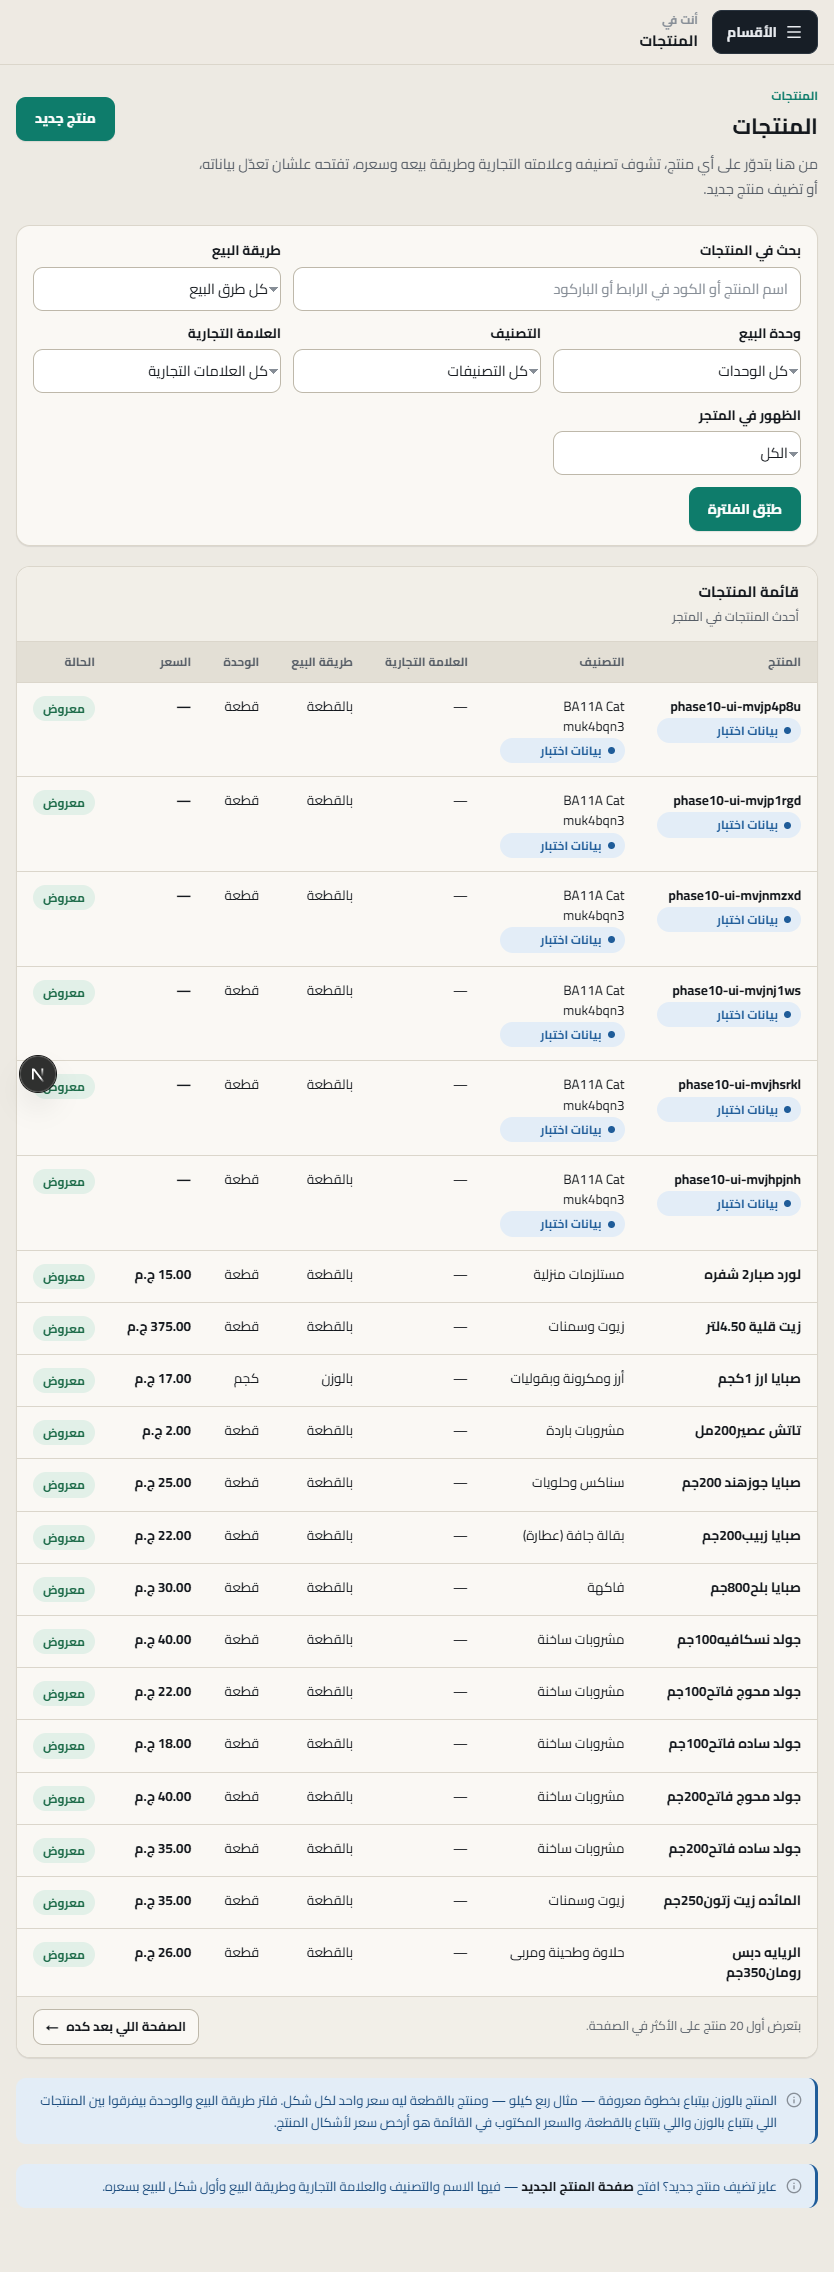 الأقسام
أنت في
المنتجات
المنتجات
المنتجات
منتج جديد
من هنا بتدوّر على أي منتج، تشوف تصنيفه وعلامته التجارية وطريقة بيعه وسعره، تفتحه علشان تعدّل بياناته،
أو تضيف منتج جديد.
بحث في المنتجات
طريقة البيع
اسم المنتج أو الكود في الرابط أو الباركود
كل طرق البيع
وحدة البيع
التصنيف
العلامة التجارية
كل الوحدات
كل التصنيفات
كل العلامات التجارية
الظهور في المتجر
الكل
طبّق الفلترة
قائمة المنتجات
أحدث المنتجات في المتجر
المنتج التصنيف العلامة التجارية طريقة البيع الوحدة السعر الحالة
phase10-ui-mvjp4p8u BA11A Cat — بالقطعة قطعة — معروض
muk4bqn3
بيانات اختبار بيانات اختبار
phase10-ui-mvjp1rgd BA11A Cat — بالقطعة قطعة — معروض
muk4bqn3
بيانات اختبار بيانات اختبار
phase10-ui-mvjnmzxd BA11A Cat — بالقطعة قطعة — معروض
muk4bqn3
بيانات اختبار بيانات اختبار
phase10-ui-mvjnj1ws BA11A Cat — بالقطعة قطعة — معروض
muk4bqn3
بيانات اختبار بيانات اختبار
phase10-ui-mvjhsrkl BA11A Cat — بالقطعة قطعة — معروض
muk4bqn3
بيانات اختبار بيانات اختبار
phase10-ui-mvjhpjnh BA11A Cat — بالقطعة قطعة — معروض
muk4bqn3
بيانات اختبار بيانات اختبار
لورد صبار2 شفره مستلزمات منزلية — بالقطعة قطعة 15.00 ج.م معروض
زيت قلية 4.50لتر زيوت وسمنات — بالقطعة قطعة 375.00 ج.م معروض
صبايا ارز 1كجم أرز ومكرونة وبقوليات — بالوزن كجم 17.00 ج.م معروض
تاتش عصير200مل مشروبات باردة — بالقطعة قطعة 2.00 ج.م معروض
صبايا جوزهند 200جم سناكس وحلويات — بالقطعة قطعة 25.00 ج.م معروض
صبايا زبيب200جم بقالة جافة (عطارة) — بالقطعة قطعة 22.00 ج.م معروض
صبايا بلح800جم فاكهة — بالقطعة قطعة 30.00 ج.م معروض
جولد نسكافيه100جم مشروبات ساخنة — بالقطعة قطعة 40.00 ج.م معروض
جولد محوج فاتح100جم مشروبات ساخنة — بالقطعة قطعة 22.00 ج.م معروض
جولد ساده فاتح100جم مشروبات ساخنة — بالقطعة قطعة 18.00 ج.م معروض
جولد محوج فاتح200جم مشروبات ساخنة — بالقطعة قطعة 40.00 ج.م معروض
جولد ساده فاتح200جم مشروبات ساخنة — بالقطعة قطعة 35.00 ج.م معروض
المائده زيت زتون250جم زيوت وسمنات — بالقطعة قطعة 35.00 ج.م معروض
الربايه دبس حلاوة وطحينة ومربى — بالقطعة قطعة 26.00 ج.م معروض
رومان350جم
بتعرض أول 20 منتج على الأكثر في الصفحة.
الصفحة اللي بعد كده ←
المنتج بالوزن بيتباع بخطوة معروفة — مثال ربع كيلو — ومنتج بالقطعة ليه سعر واحد لكل شكل. فلتر طريقة البيع والوحدة بيفرقوا بين المنتجات
اللي بتتباع بالوزن واللي بتتباع بالقطعة، والسعر المكتوب في القائمة هو أرخص سعر لأشكال المنتج.
عايز تضيف منتج جديد؟ افتح صفحة المنتج الجديد — فيها الاسم والتصنيف والعلامة التجارية وطريقة البيع وأول شكل للبيع بسعره.